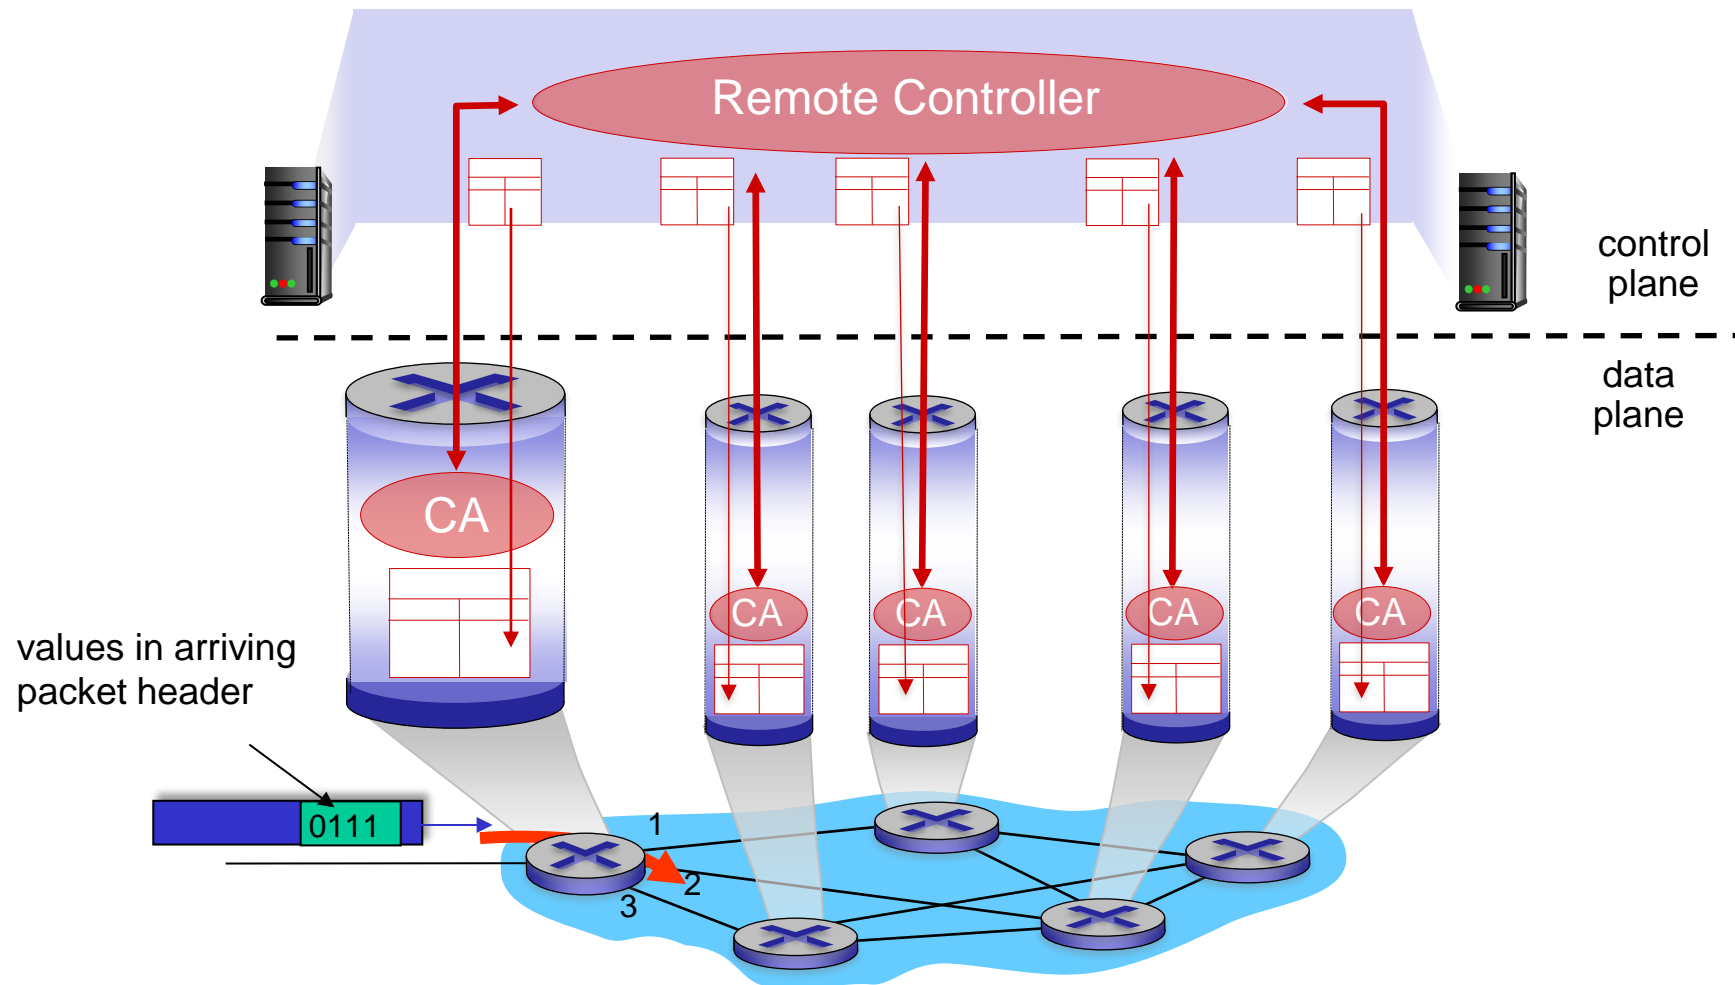 Remote Controller
control
plane
data
plane
CA
CA
CA
CA
CA
values in arriving
packet header
0111
1
2
3